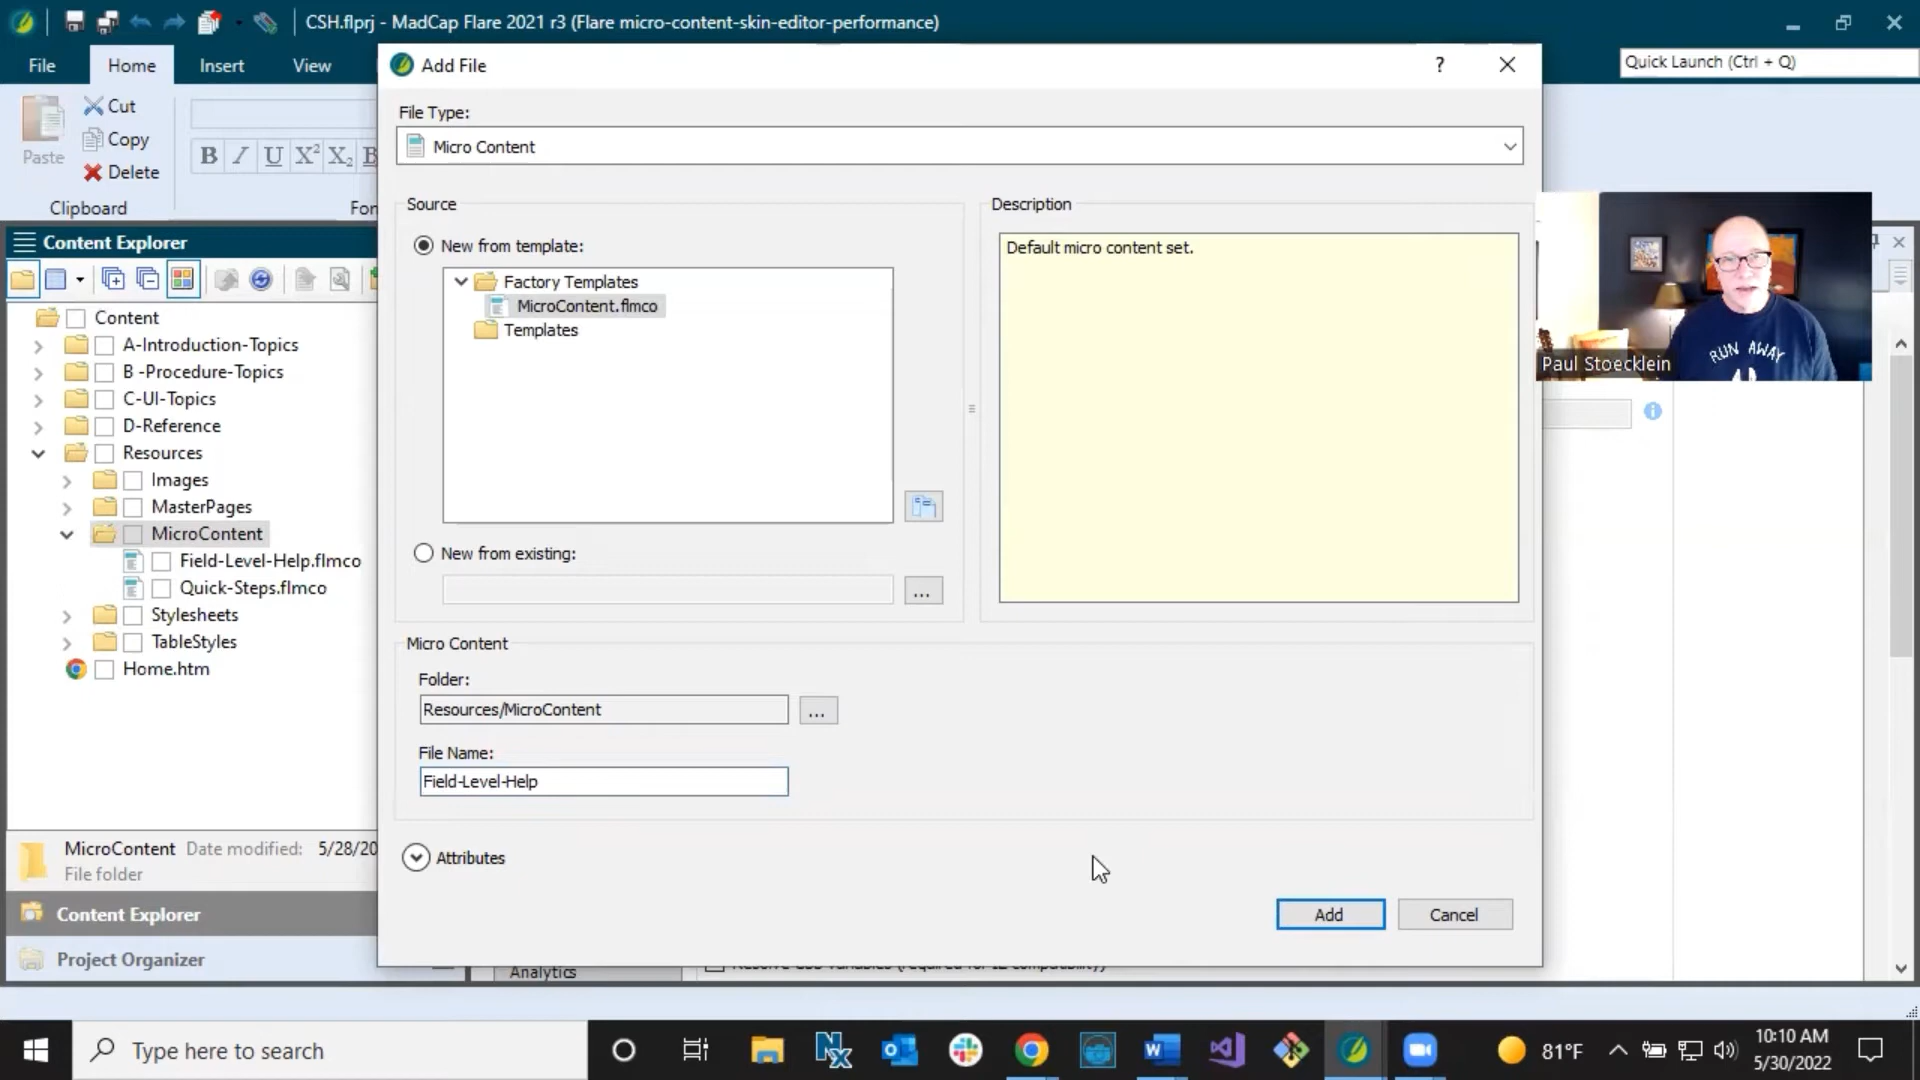 CSH.flprj - MadCap Flare 2021 r3 (Flare micro-content-skin-editor-performance)
File
Home
Insert
View
Quick Launch (Ctrl + Q)
Add File
?
Paste
Cut
Copy
Delete
Clipboard
B I U X² X₂ B
Fon
File Type:
Micro Content
Source
New from template:
Factory Templates
MicroContent.flmco
Templates
New from existing:
...
Description
Default micro content set.
RUN AWAY
Paul Stoecklein
Content Explorer
Content
A-Introduction-Topics
B -Procedure-Topics
C-UI-Topics
D-Reference
Resources
Images
MasterPages
MicroContent
Field-Level-Help.flmco
Quick-Steps.flmco
Stylesheets
TableStyles
Home.htm
Micro Content
Folder:
Resources/MicroContent
...
File Name:
Field-Level-Help
Attributes
Add
Cancel
MicroContent Date modified: 5/28/20
File folder
Content Explorer
Project Organizer
Analytics
Type here to search
81°F
10:10 AM
5/30/2022